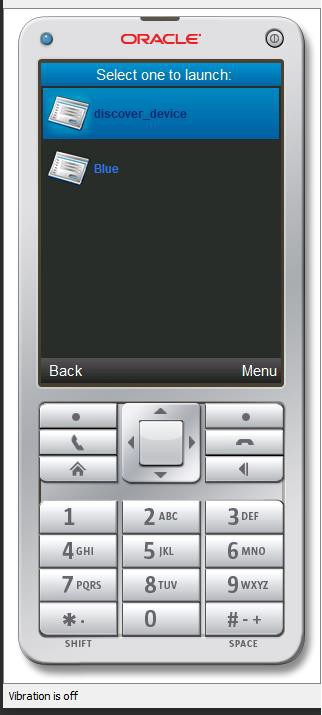 ORACLE
Select one to launch:
discover_device
Blue
Back Menu
1 2 ABC 3 DEF
4 GHI 5 JKL 6 MNO
7 PQRS 8 TUV 9 WXYZ
* . 0 # - +
SHIFT SPACE
Vibration is off